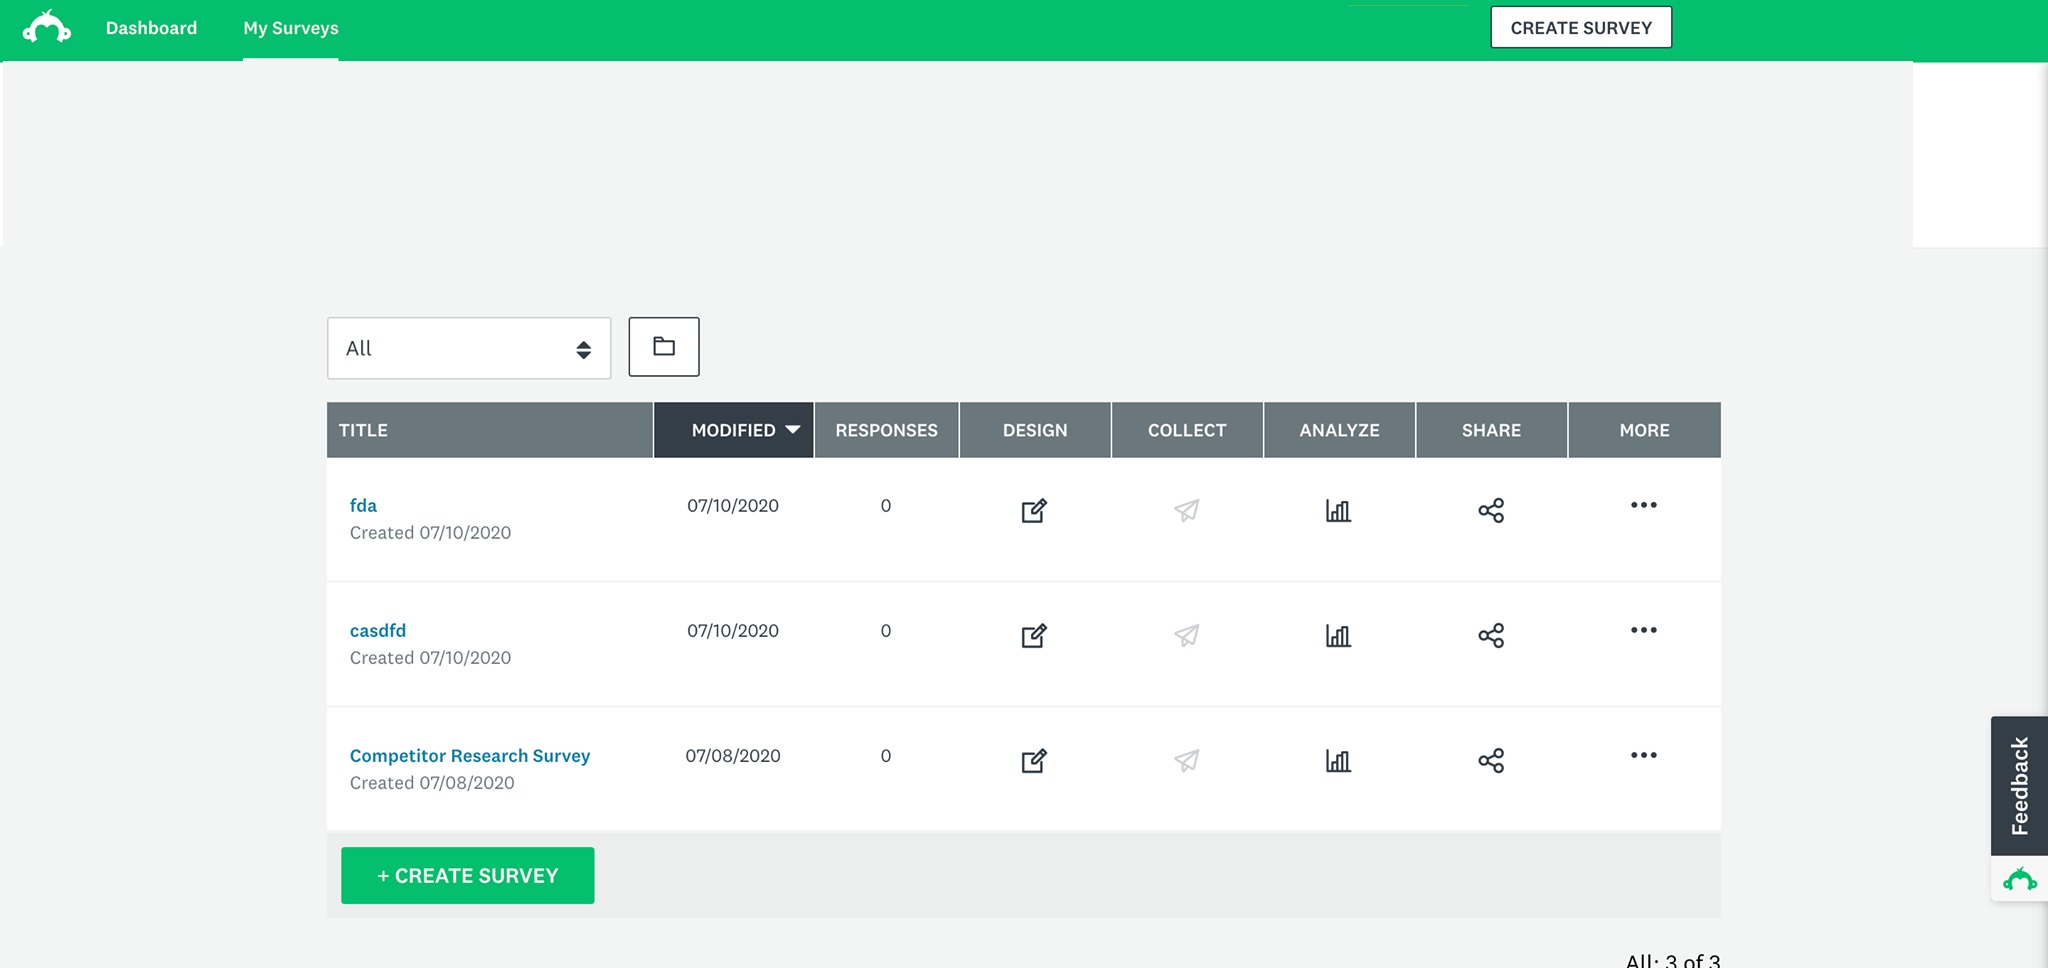 Dashboard My Surveys CREATE SURVEY
All
TITLE MODIFIED RESPONSES DESIGN COLLECT ANALYZE SHARE MORE
fda 07/10/2020 0
Created 07/10/2020
casdfd 07/10/2020 0
Created 07/10/2020
Competitor Research Survey 07/08/2020 0
Created 07/08/2020
Feedback
+ CREATE SURVEY
All: 3 of 3